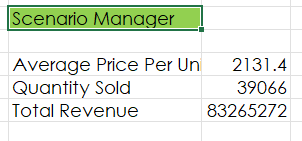 Scenario Manager
Average Price Per Un 2131.4
Quantity Sold 39066
Total Revenue 83265272